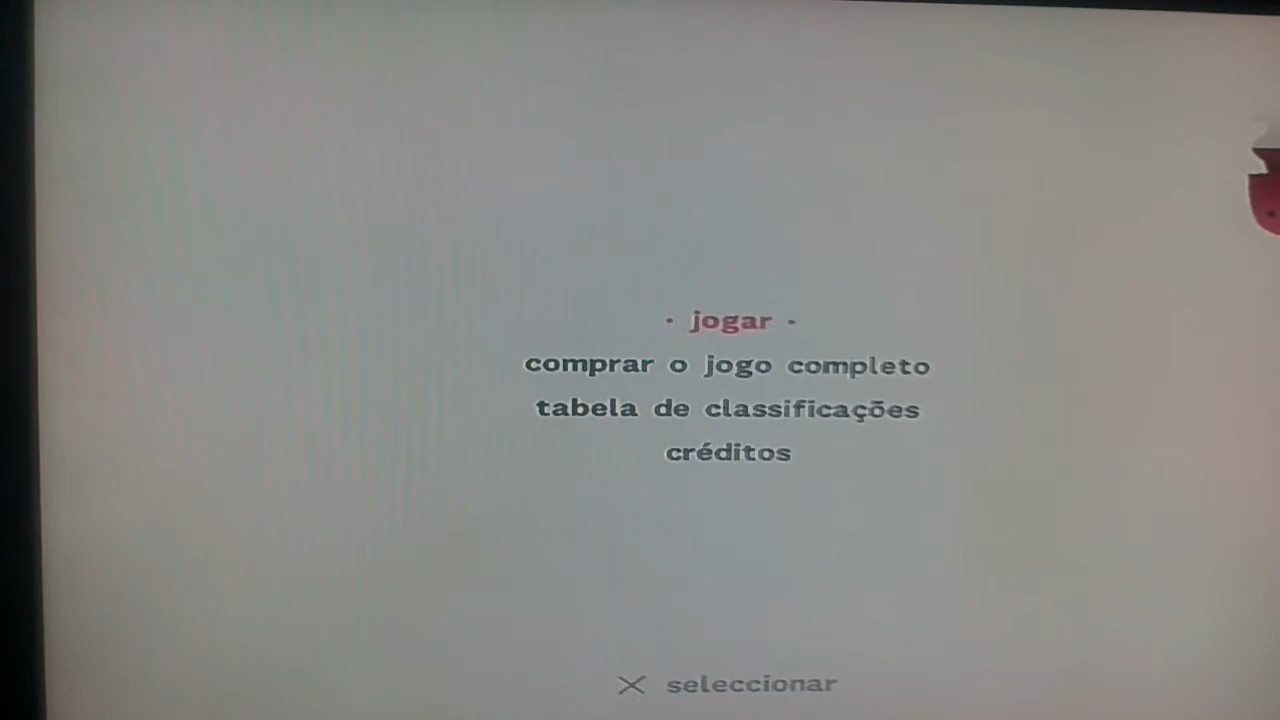 · jogar ·
comprar o jogo completo
tabela de classificações
créditos
seleccionar